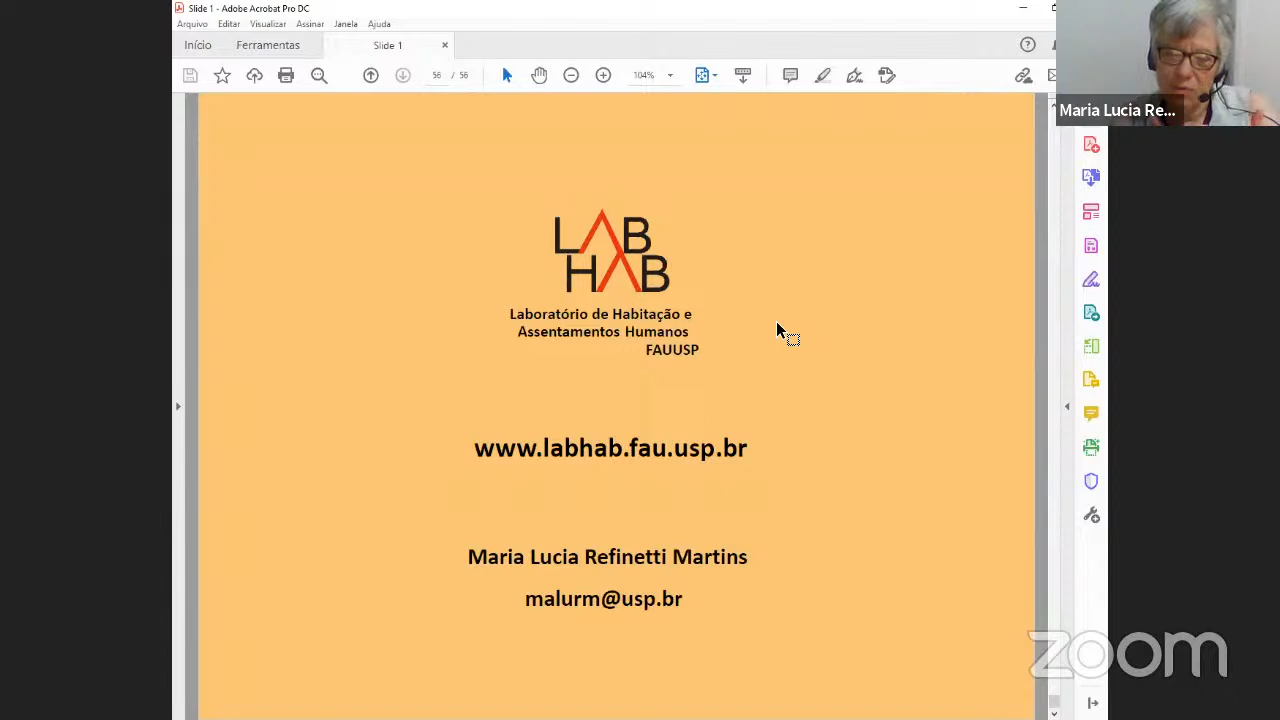 Slide 1 - Adobe Acrobat Pro DC
Arquivo Editar Visualizar Assinar Janela Ajuda
Início Ferramentas Slide 1
56 / 56 104%
Maria Lucia Re...
LAB
HAB
Laboratório de Habitação e
Assentamentos Humanos
FAUUSP
www.labhab.fau.usp.br
Maria Lucia Refinetti Martins
malurm@usp.br
zoom